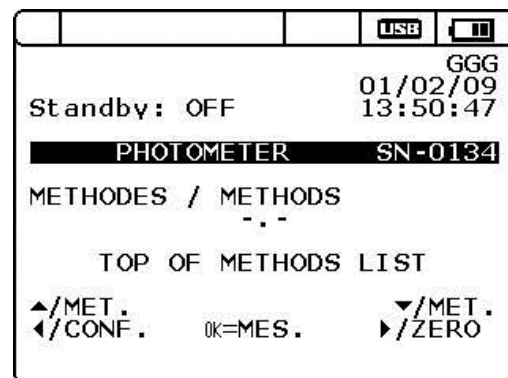 USB
GGG
01/02/09
Standby: OFF 13:50:47
PHOTOMETER SN-0134
METHODES / METHODS
-.-
TOP OF METHODS LIST
▲/MET. ▼/MET.
◀/CONF. OK=MES. ▶/ZERO